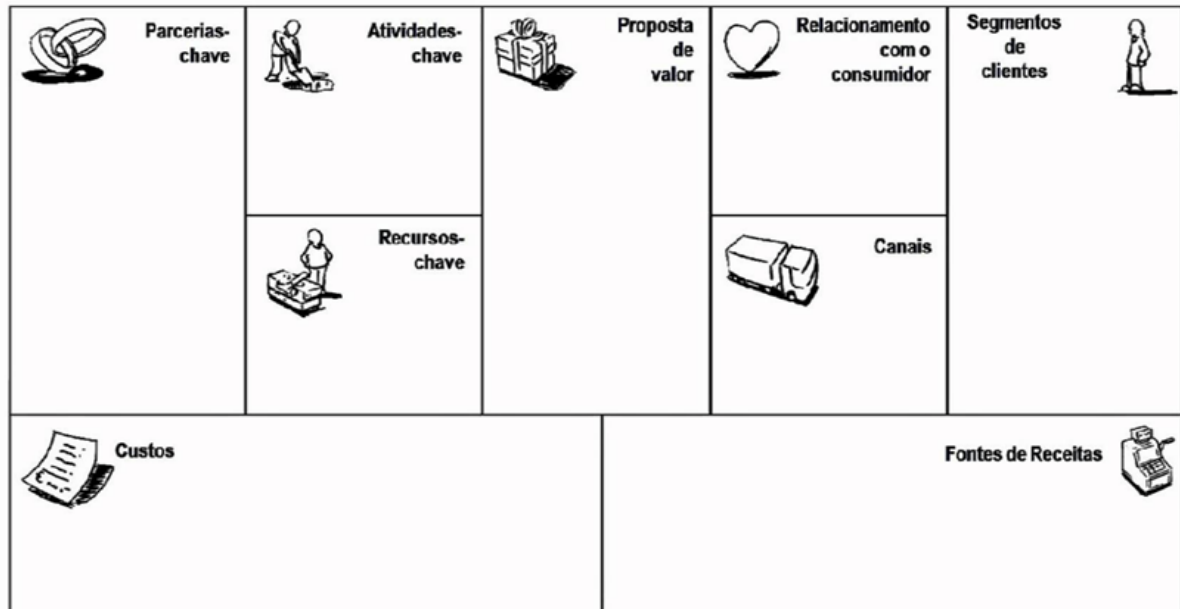 Parcerias-
chave
Atividades-
chave
Proposta
de
valor
Relacionamento
com o
consumidor
Segmentos
de
clientes
Recursos-
chave
Canais
Custos
Fontes de Receitas